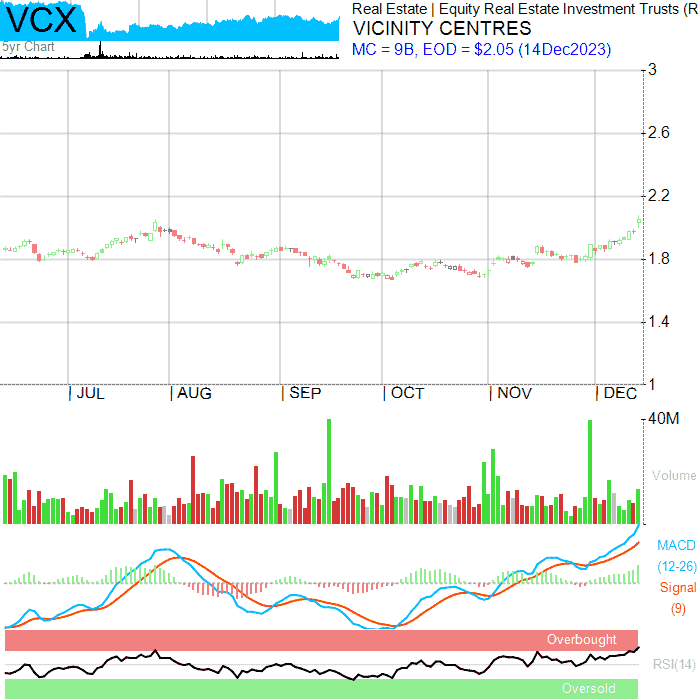 VCX
5yr Chart
Real Estate | Equity Real Estate Investment Trusts (R
VICINITY CENTRES
MC = 9B, EOD = $2.05 (14Dec2023)
3
2.6
2.2
1.8
1.4
1
| JUL | AUG | SEP | OCT | NOV | DEC
40M
Volume
MACD
(12-26)
Signal
(9)
Overbought
RSI(14)
Oversold